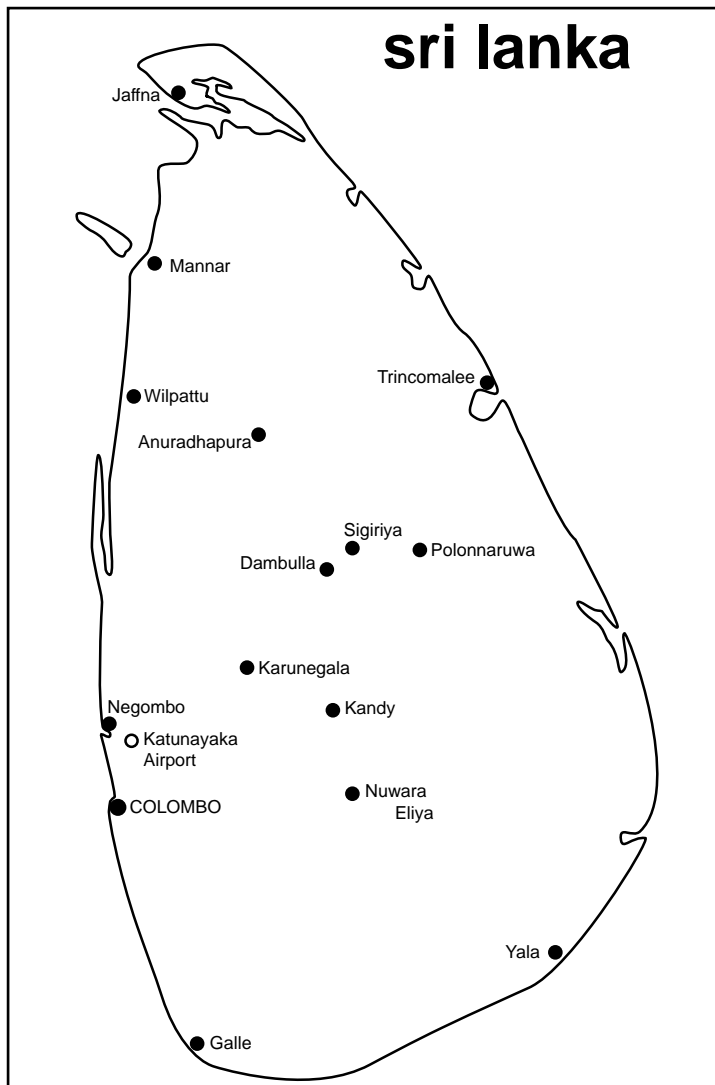 sri lanka
Jaffna
Mannar
Trincomalee
Wilpattu
Anuradhapura
Sigiriya
Polonnaruwa
Dambulla
Karunegala
Negombo
Kandy
Katunayaka
Airport
Nuwara
Eliya
COLOMBO
Yala
Galle